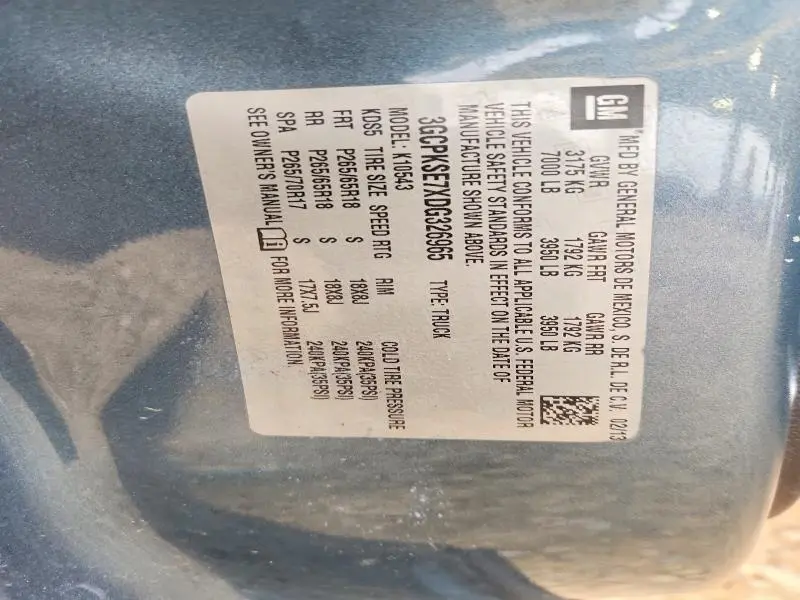 GM
MFD BY GENERAL MOTORS DE MEXICO, S. DE R.L. DE C.V. 02/13
GVWR GAWR FRT GAWR RR
3175 KG 1792 KG 1792 KG
7000 LB 3950 LB 3950 LB
THIS VEHICLE CONFORMS TO ALL APPLICABLE U.S. FEDERAL MOTOR
VEHICLE SAFETY STANDARDS IN EFFECT ON THE DATE OF
MANUFACTURE SHOWN ABOVE.
3GCPKSE7XDG326965 TYPE: TRUCK
MODEL: K10543
KDS5 TIRE SIZE SPEED RTG RIM COLD TIRE PRESSURE
FRT P265/65R18 S 18X8J 240KPA(35PSI)
RR P265/65R18 S 18X8J 240KPA(35PSI)
SPA P265/70R17 S 17X7.5J 240KPA(35PSI)
SEE OWNER'S MANUAL FOR MORE INFORMATION.